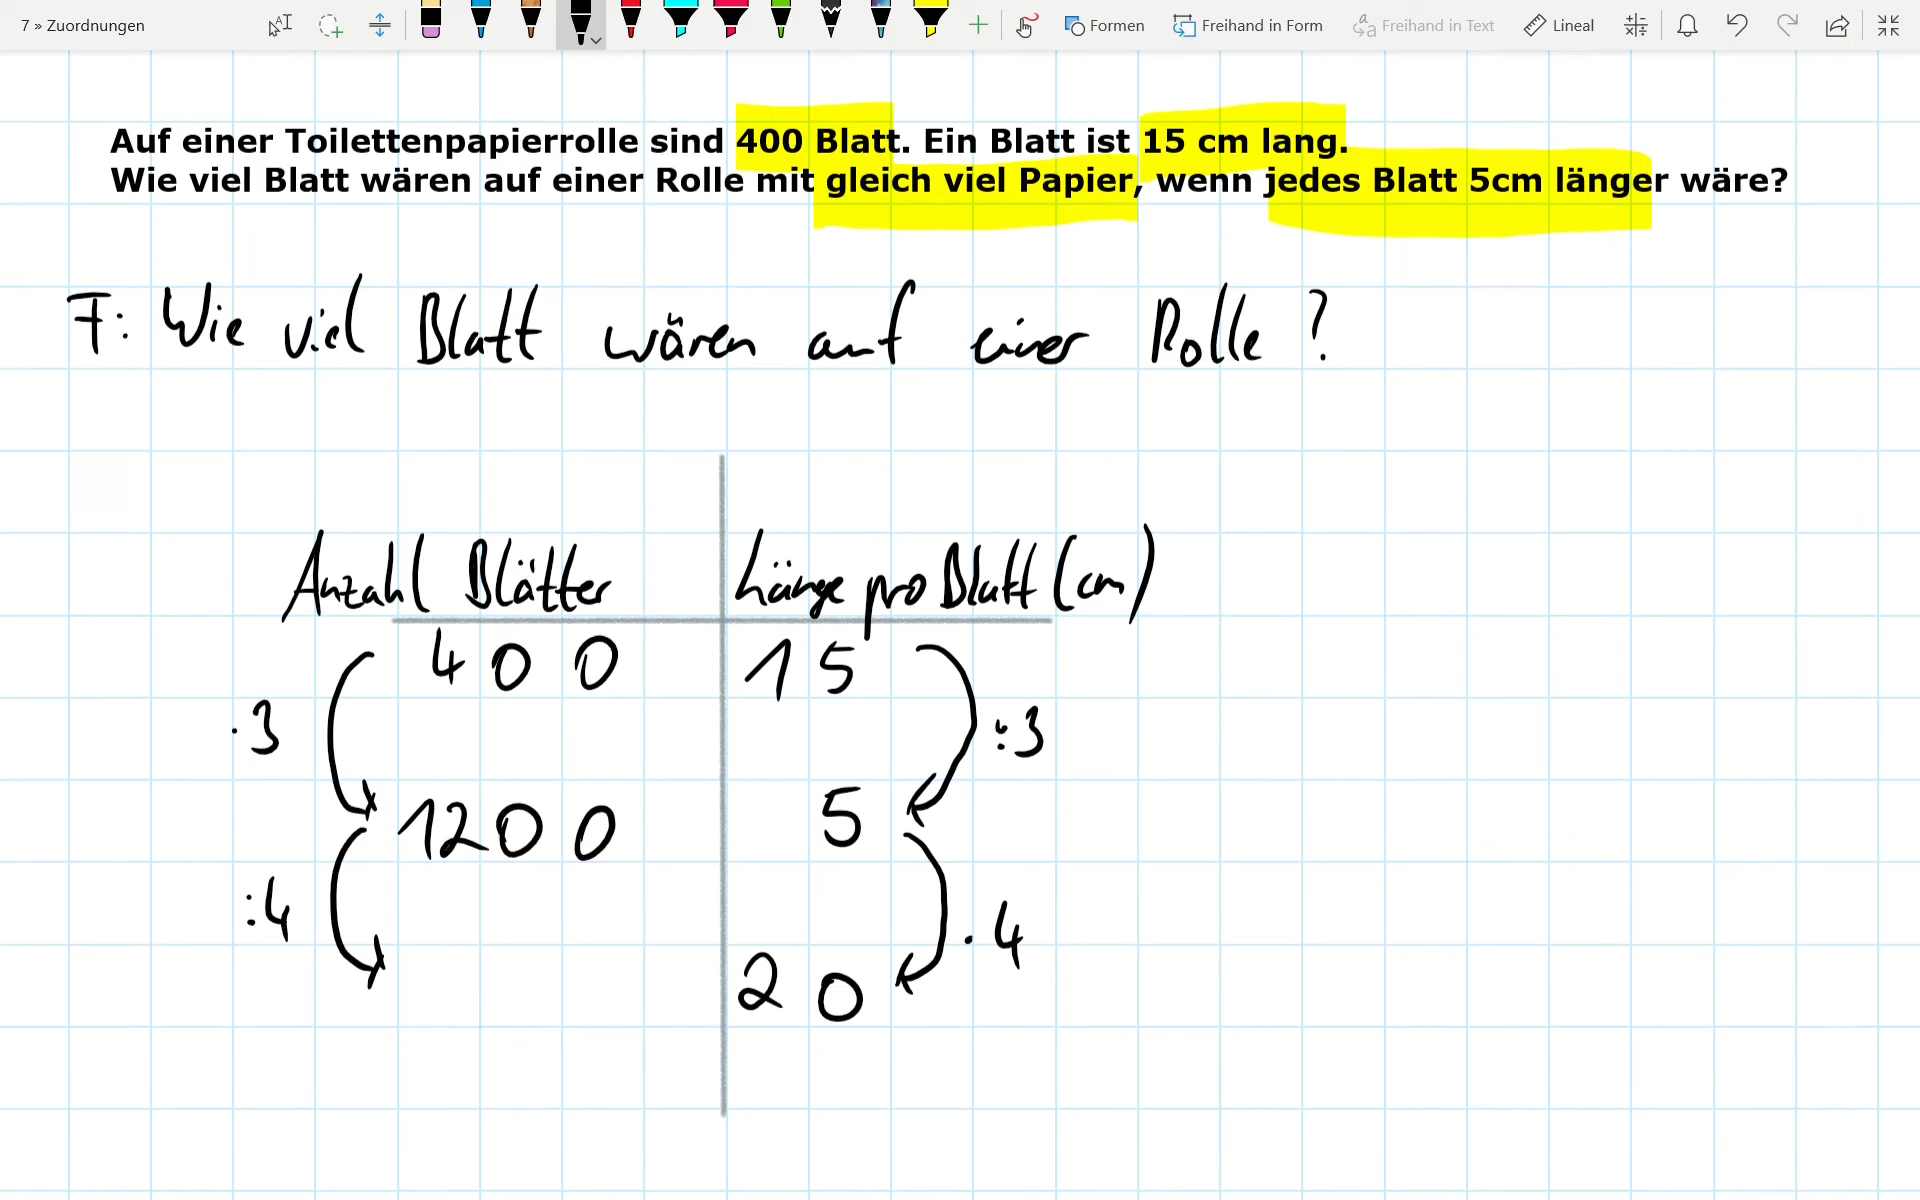 7 » Zuordnungen
Formen
Freihand in Form
Freihand in Text
Lineal
Auf einer Toilettenpapierrolle sind 400 Blatt. Ein Blatt ist 15 cm lang.
Wie viel Blatt wären auf einer Rolle mit gleich viel Papier, wenn jedes Blatt 5cm länger wäre?
F: Wie viel Blatt wären auf einer Rolle?
Anzahl Blätter Länge pro Blatt (cm)
400 15
·3 :3
1200 5
:4 ·4
20